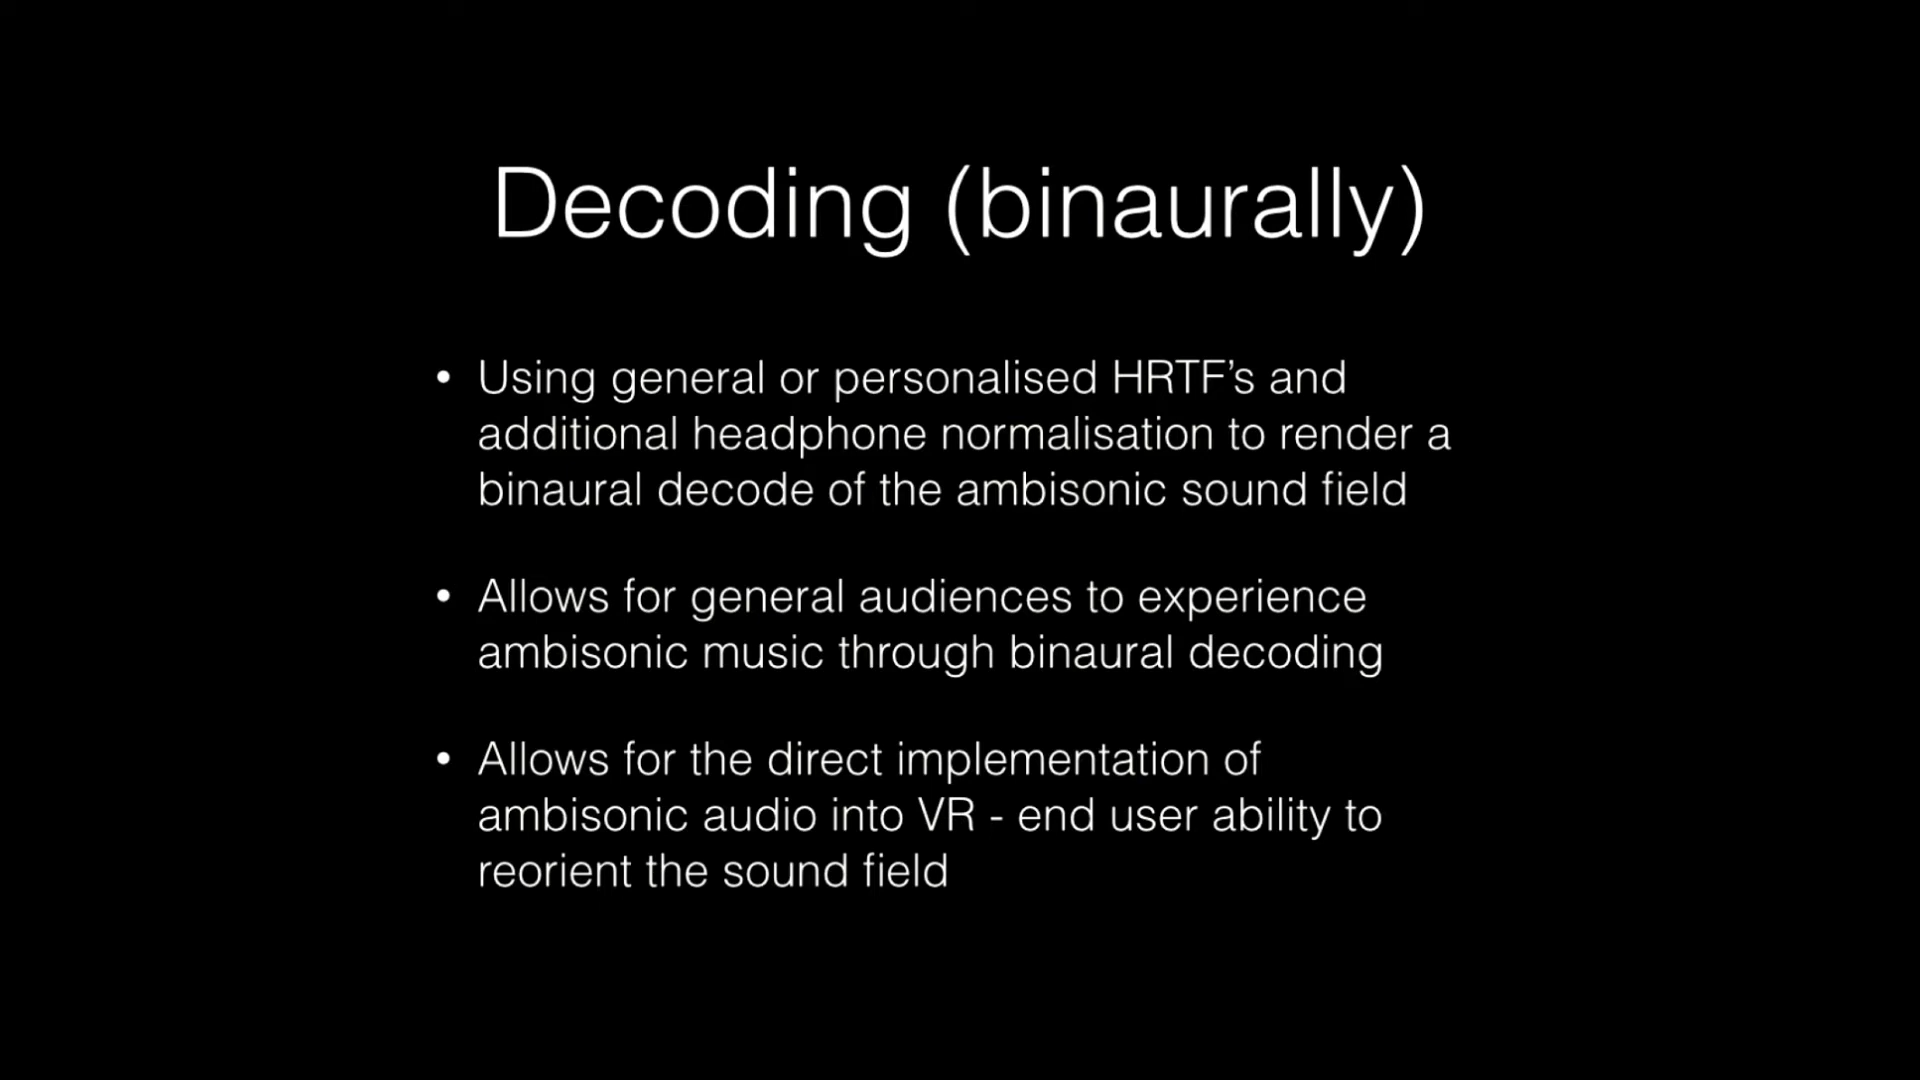 Decoding (binaurally)
• Using general or personalised HRTF’s and
additional headphone normalisation to render a
binaural decode of the ambisonic sound field
• Allows for general audiences to experience
ambisonic music through binaural decoding
• Allows for the direct implementation of
ambisonic audio into VR - end user ability to
reorient the sound field